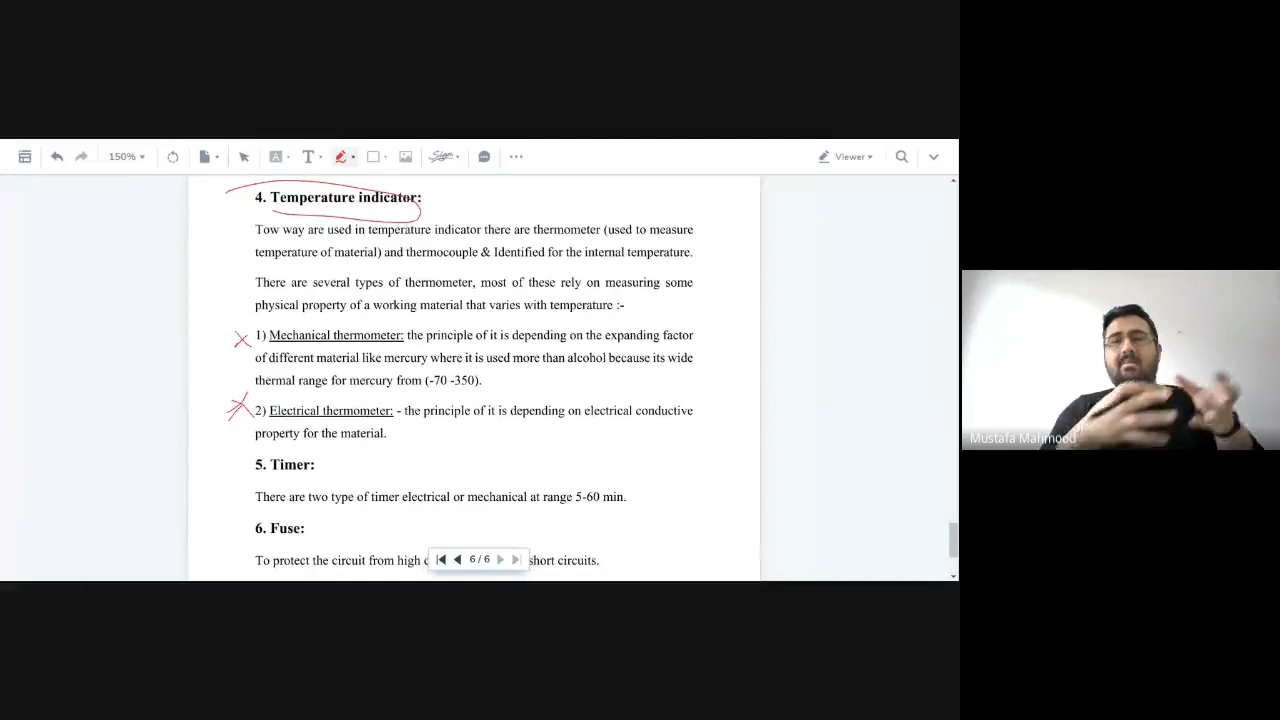 150%
T
Sign
Viewer
4. Temperature indicator:
Tow way are used in temperature indicator there are thermometer (used to measure
temperature of material) and thermocouple & Identified for the internal temperature.
There are several types of thermometer, most of these rely on measuring some
physical property of a working material that varies with temperature :-
1) Mechanical thermometer: the principle of it is depending on the expanding factor
of different material like mercury where it is used more than alcohol because its wide
thermal range for mercury from (-70 -350).
2) Electrical thermometer: - the principle of it is depending on electrical conductive
property for the material.
5. Timer:
There are two type of timer electrical or mechanical at range 5-60 min.
6. Fuse:
To protect the circuit from high short circuits.
6 / 6
Mustafa Mahmood